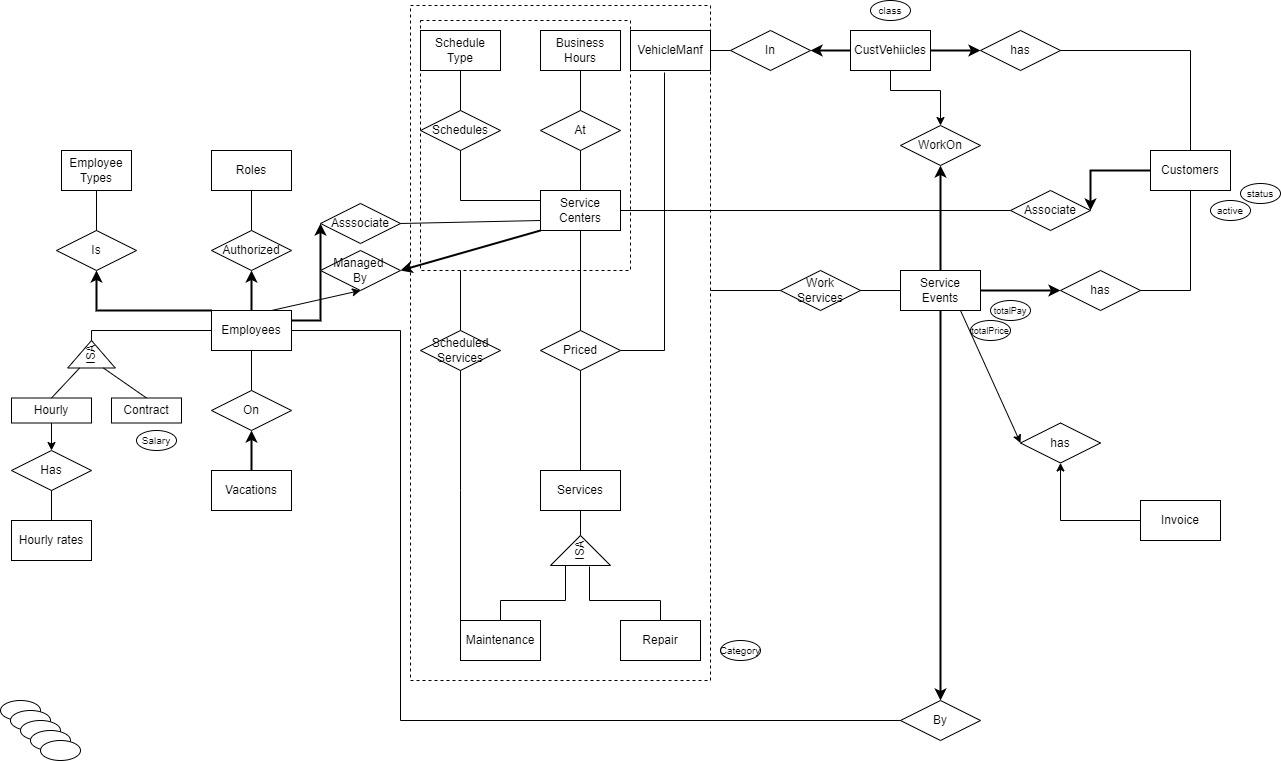 class
Schedule
Type
Business
Hours
VehicleManf
In
CustVehiicles
has
Schedules
At
WorkOn
Employee
Types
Roles
Customers
status
active
Service
Centers
Asssociate
Associate
Is
Authorized
Managed
By
Work
Services
Service
Events
has
totalPay
totalPrice
Employees
ISA
Scheduled
Services
Priced
Hourly
Contract
Salary
On
has
Has
Vacations
Services
Invoice
Hourly rates
ISA
Maintenance
Repair
Category
By